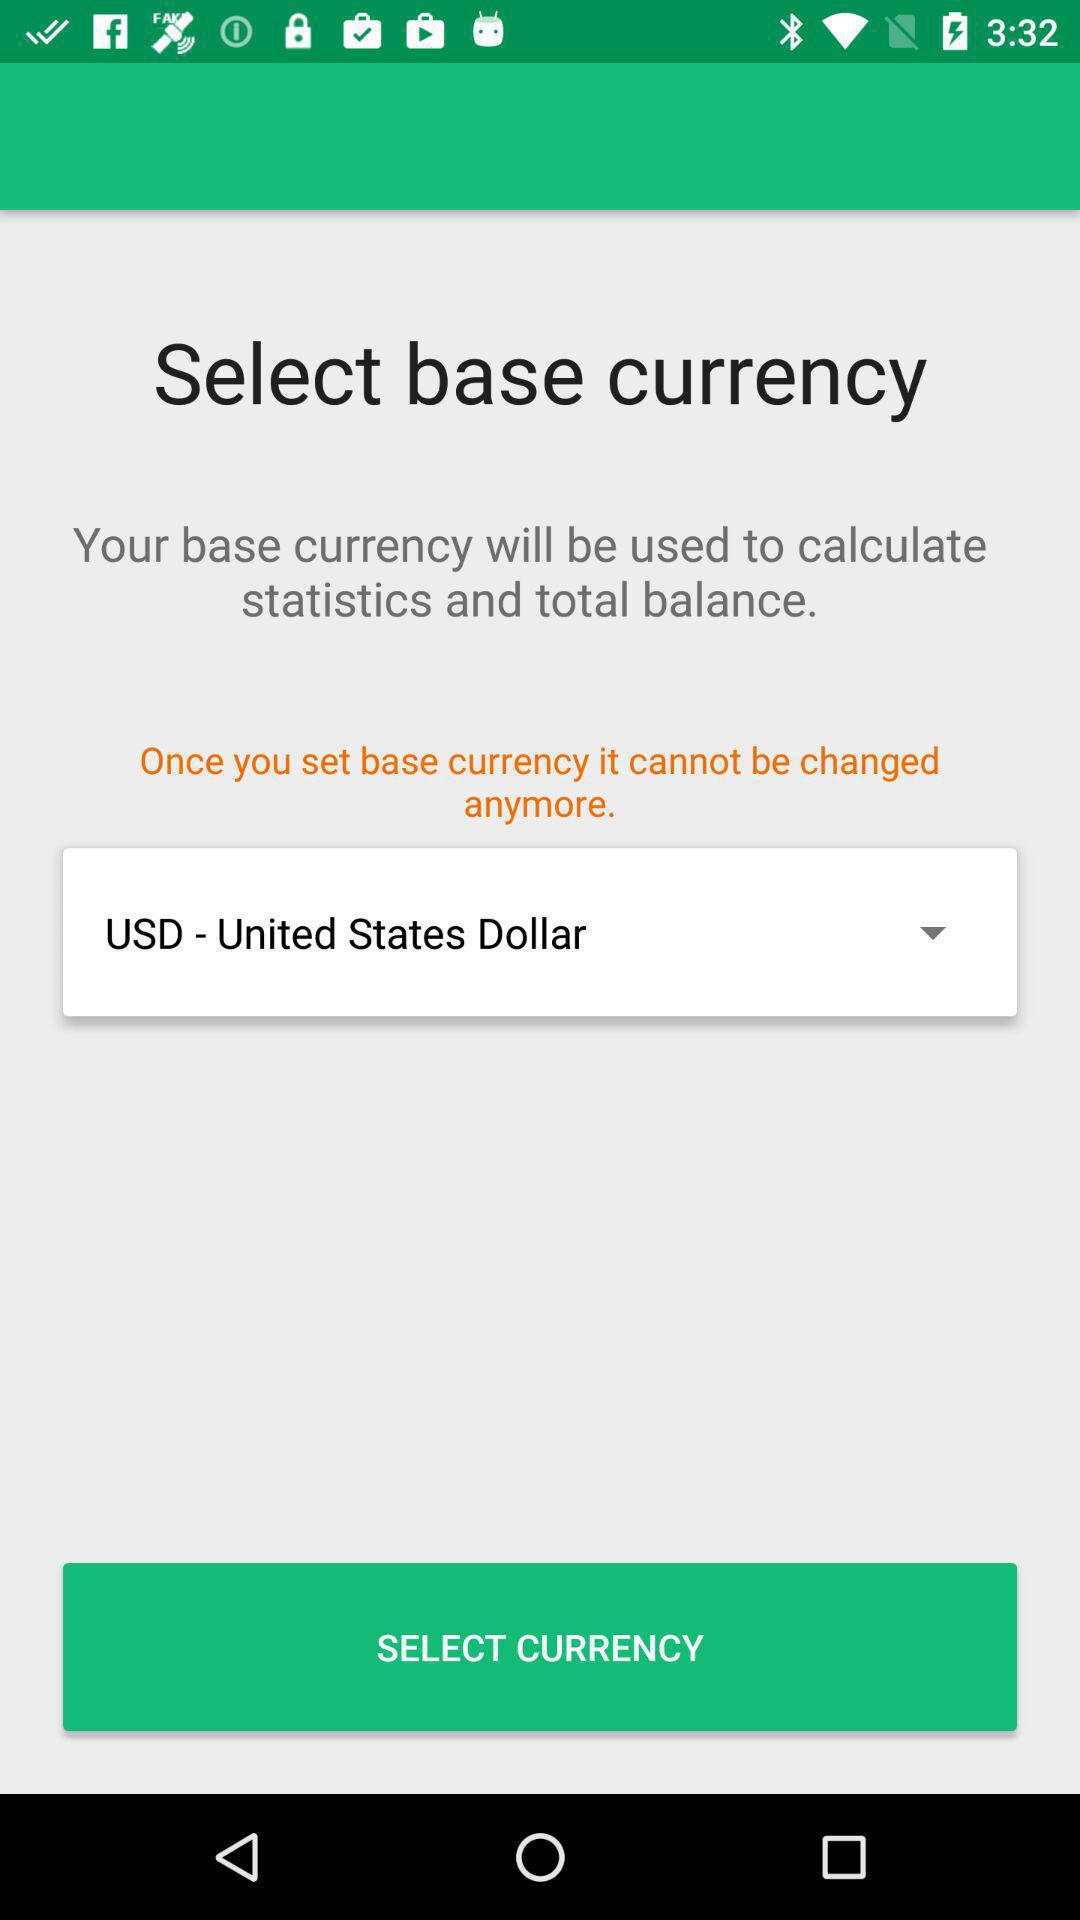 FAKE
3:32
Select base currency
Your base currency will be used to calculate
statistics and total balance.
Once you set base currency it cannot be changed
anymore.
USD - United States Dollar
SELECT CURRENCY